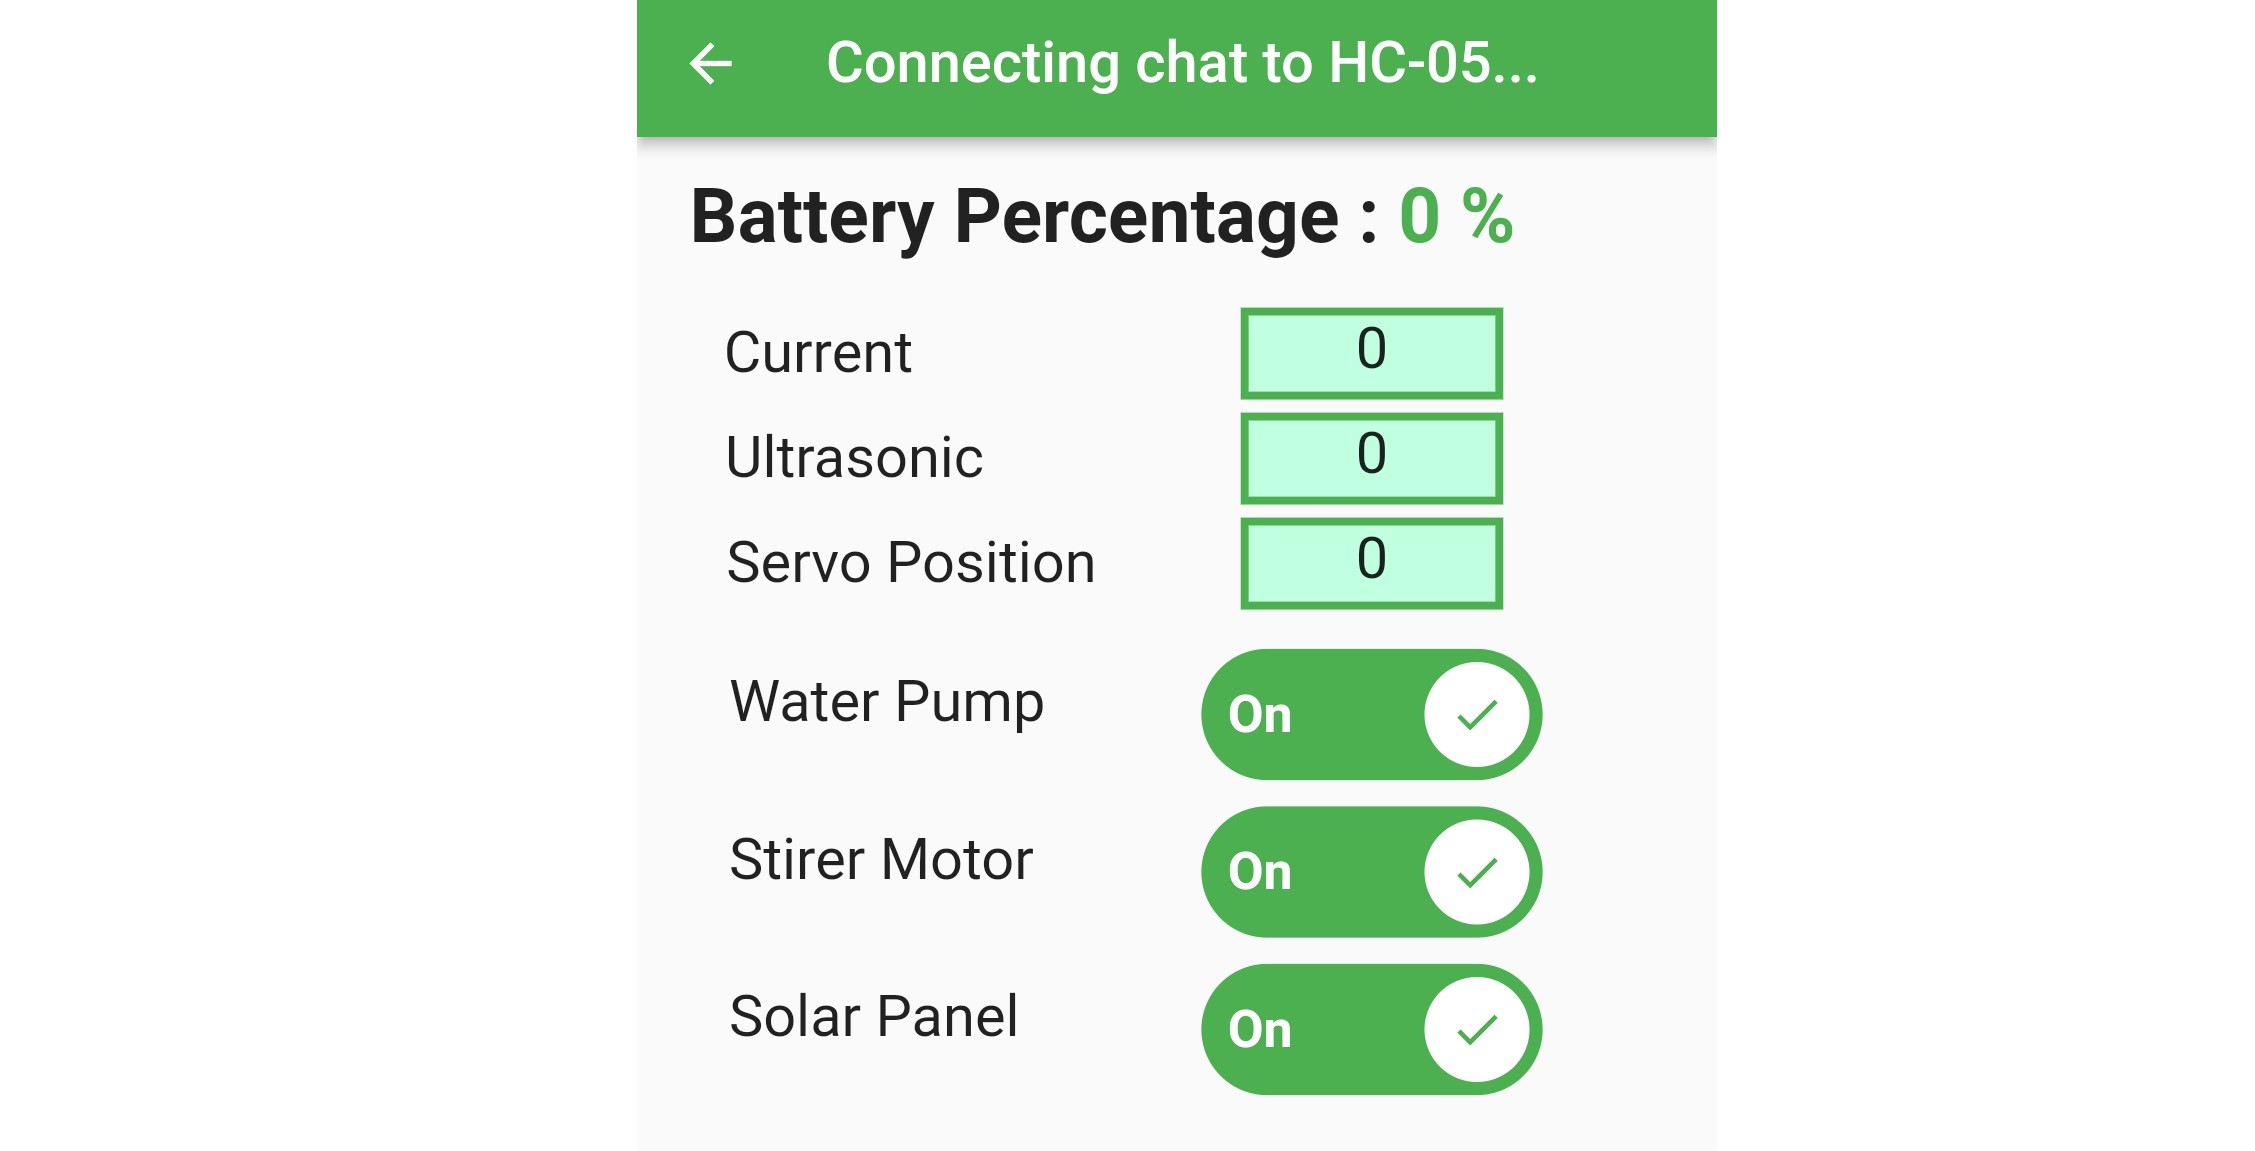 Connecting chat to HC-05...
Battery Percentage : 0 %
Current 0
Ultrasonic 0
Servo Position 0
Water Pump On
Stirer Motor On
Solar Panel On